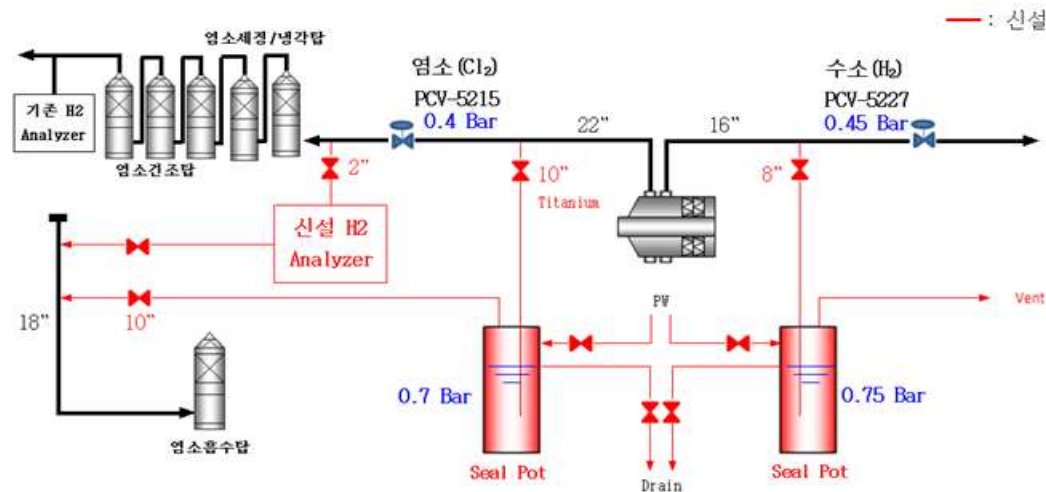 : 신설
염소세정/냉각탑
염소(Cl₂)
PCV-5215
0.4 Bar
수소(H₂)
PCV-5227
0.45 Bar
기존 H2
Analyzer
22”
16”
염소건조탑
2”
10”
Titanium
8”
신설 H2
Analyzer
18”
10”
PW
Vent
0.7 Bar
0.75 Bar
염소흡수탑
Seal Pot
Drain
Seal Pot